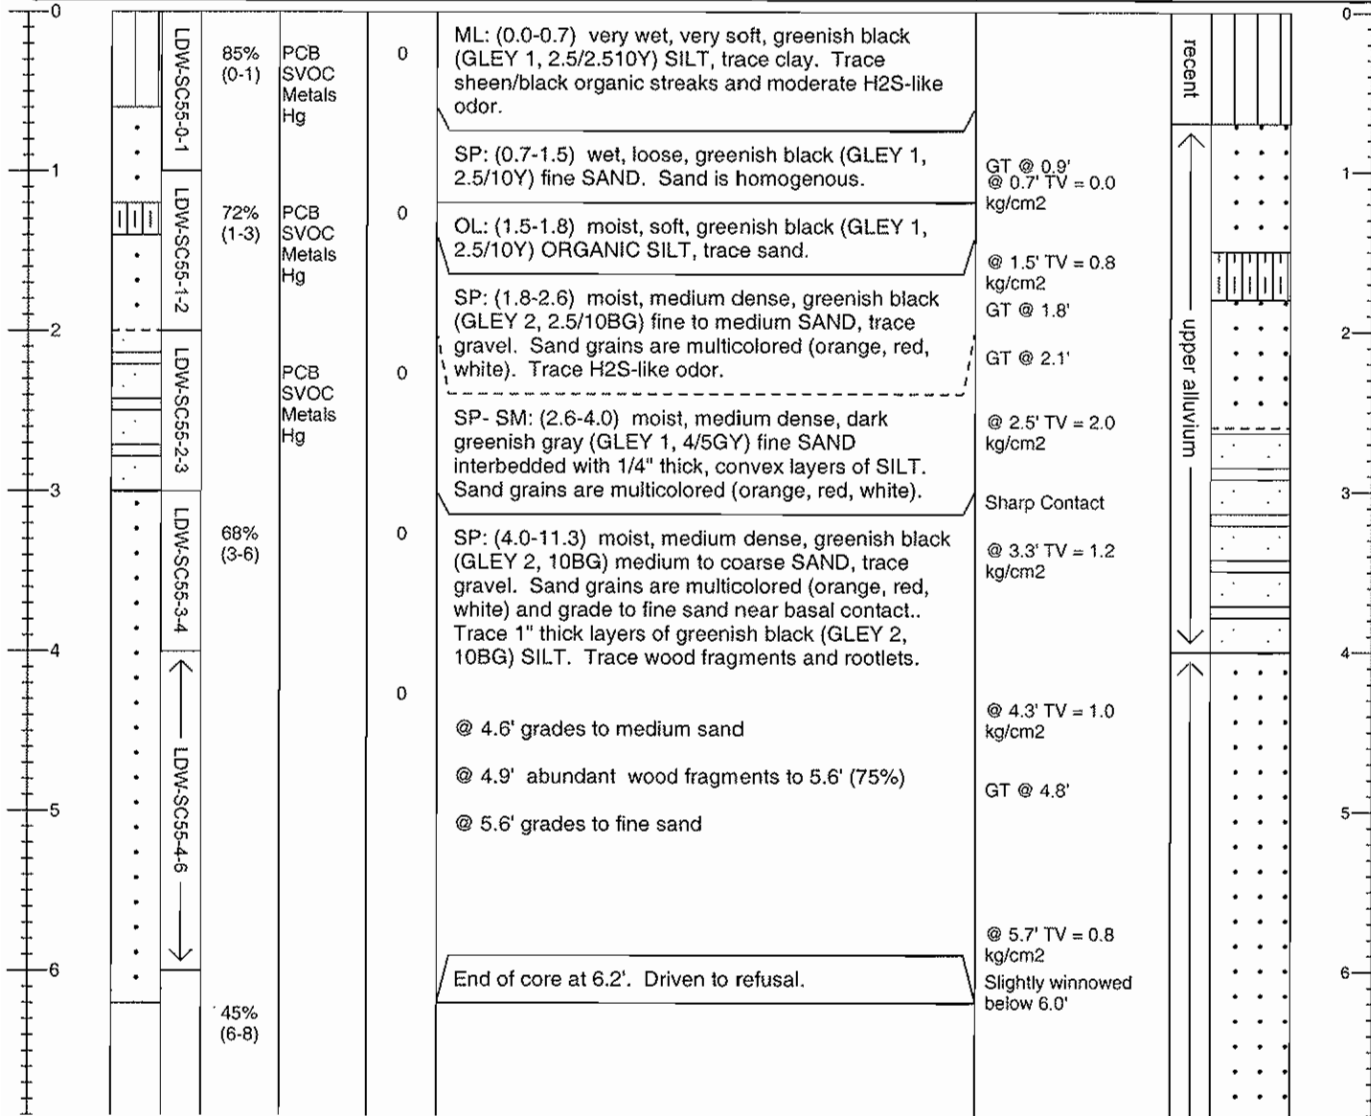 0
0
LDW-SC55-0-1
85%
(0-1)
PCB
SVOC
Metals
Hg
0
ML: (0.0-0.7) very wet, very soft, greenish black
(GLEY 1, 2.5/2.510Y) SILT, trace clay. Trace
sheen/black organic streaks and moderate H2S-like
odor.
recent
SP: (0.7-1.5) wet, loose, greenish black (GLEY 1,
2.5/10Y) fine SAND. Sand is homogenous.
GT @ 0.9'
@ 0.7' TV = 0.0
kg/cm2
1
1
LDW-SC55-1-2
72%
(1-3)
PCB
SVOC
Metals
Hg
0
OL: (1.5-1.8) moist, soft, greenish black (GLEY 1,
2.5/10Y) ORGANIC SILT, trace sand.
@ 1.5' TV = 0.8
kg/cm2
SP: (1.8-2.6) moist, medium dense, greenish black
(GLEY 2, 2.5/10BG) fine to medium SAND, trace
gravel. Sand grains are multicolored (orange, red,
white). Trace H2S-like odor.
GT @ 1.8'
GT @ 2.1'
upper alluvium
2
2
LDW-SC55-2-3
PCB
SVOC
Metals
Hg
0
SP- SM: (2.6-4.0) moist, medium dense, dark
greenish gray (GLEY 1, 4/5GY) fine SAND
interbedded with 1/4" thick, convex layers of SILT.
Sand grains are multicolored (orange, red, white).
@ 2.5' TV = 2.0
kg/cm2
Sharp Contact
3
3
LDW-SC55-3-4
68%
(3-6)
0
SP: (4.0-11.3) moist, medium dense, greenish black
(GLEY 2, 10BG) medium to coarse SAND, trace
gravel. Sand grains are multicolored (orange, red,
white) and grade to fine sand near basal contact..
Trace 1" thick layers of greenish black (GLEY 2,
10BG) SILT. Trace wood fragments and rootlets.
@ 3.3' TV = 1.2
kg/cm2
4
4
LDW-SC55-4-6
0
@ 4.6' grades to medium sand
@ 4.3' TV = 1.0
kg/cm2
@ 4.9' abundant wood fragments to 5.6' (75%)
GT @ 4.8'
5
5
@ 5.6' grades to fine sand
@ 5.7' TV = 0.8
kg/cm2
6
6
End of core at 6.2'. Driven to refusal.
Slightly winnowed
below 6.0'
45%
(6-8)